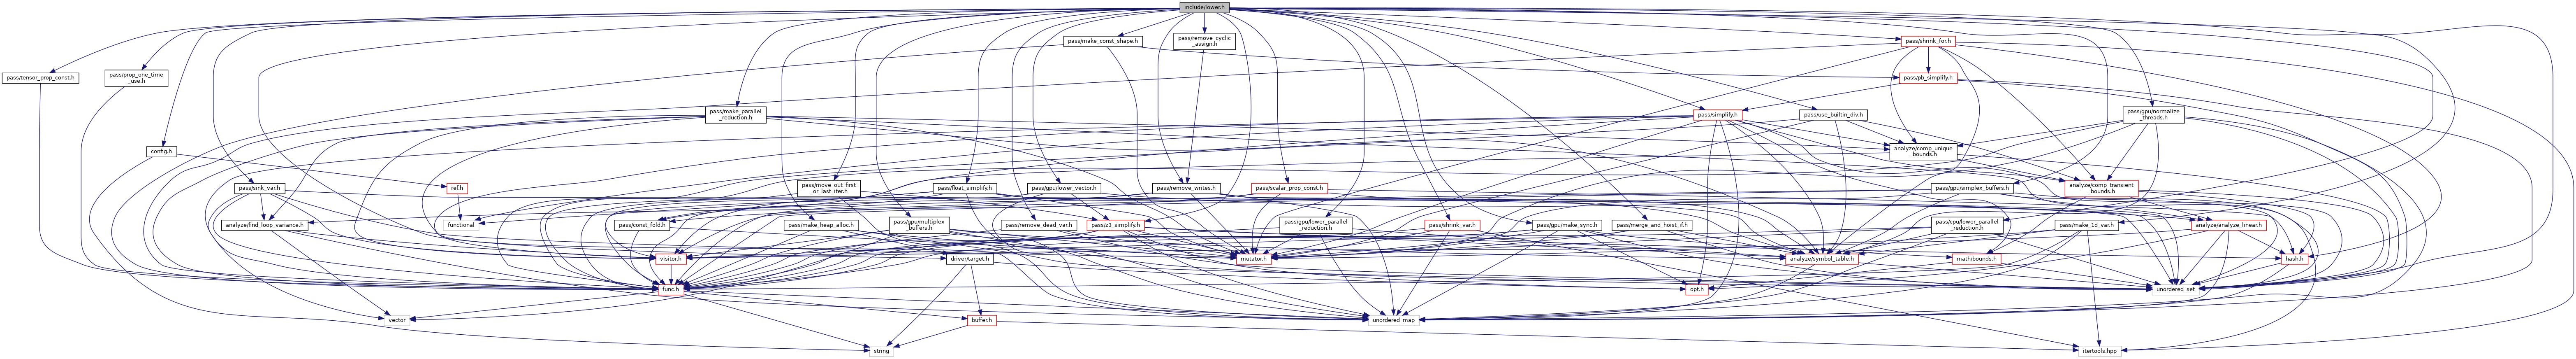 include/lower.h
pass/remove_cyclic
_assign.h
pass/make_const_shape.h
pass/shrink_for.h
pass/tensor_prop_const.h
pass/prop_one_time
_use.h
pass/pb_simplify.h
pass/make_parallel
_reduction.h
pass/simplify.h
pass/use_builtin_div.h
pass/gpu/normalize
_threads.h
config.h
analyze/comp_unique
_bounds.h
pass/sink_var.h
ref.h
pass/move_out_first
_or_last_iter.h
pass/float_simplify.h
pass/gpu/lower_vector.h
pass/remove_writes.h
pass/scalar_prop_const.h
pass/gpu/simplex_buffers.h
analyze/comp_transient
_bounds.h
analyze/find_loop_variance.h
functional
pass/const_fold.h
pass/make_heap_alloc.h
pass/gpu/multiplex
_buffers.h
pass/remove_dead_var.h
pass/z3_simplify.h
pass/gpu/lower_parallel
_reduction.h
pass/shrink_var.h
pass/gpu/make_sync.h
pass/merge_and_hoist_if.h
pass/cpu/lower_parallel
_reduction.h
pass/make_1d_var.h
analyze/analyze_linear.h
visitor.h
driver/target.h
mutator.h
analyze/symbol_table.h
math/bounds.h
hash.h
func.h
opt.h
unordered_set
vector
buffer.h
unordered_map
string
itertools.hpp